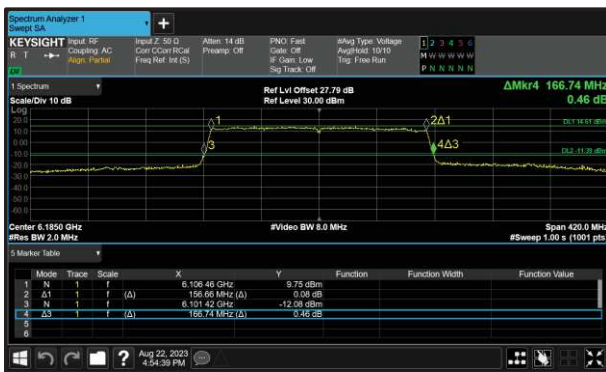 Spectrum Analyzer 1
Swept SA
KEYSIGHT Input: RF Input Z: 50 Ω Atten: 14 dB PNO: Fast #Avg Type: Voltage 1 2 3 4 5 6
R T Coupling: AC Corr CCorr RCal Preamp: Off Gate: Off Avg|Hold: 10/10 M W W W W W
Align: Partial Freq Ref: Int (S) IF Gain: Low Trig: Free Run
Sig Track: Off P N N N N N
1 Spectrum Ref Lvl Offset 27.79 dB ΔMkr4 166.74 MHz
Scale/Div 10 dB Ref Level 30.00 dBm 0.46 dB
Log
20.0 1 2Δ1 DL1 14.61 dBm
10.0
0.00 3 4Δ3
-10.0 DL2 -11.39 dBm
-20.0
-30.0
-40.0
-50.0
-60.0
Center 6.1850 GHz #Video BW 8.0 MHz Span 420.0 MHz
#Res BW 2.0 MHz #Sweep 1.00 s (1001 pts)
5 Marker Table
Mode Trace Scale X Y Function Function Width Function Value
1 N 1 f 6.106 46 GHz 9.75 dBm
2 Δ1 1 f (Δ) 156.66 MHz (Δ) 0.08 dB
3 N 1 f 6.101 42 GHz -12.08 dBm
4 Δ3 1 f (Δ) 166.74 MHz (Δ) 0.46 dB
5
6
? Aug 22, 2023
4:54:39 PM